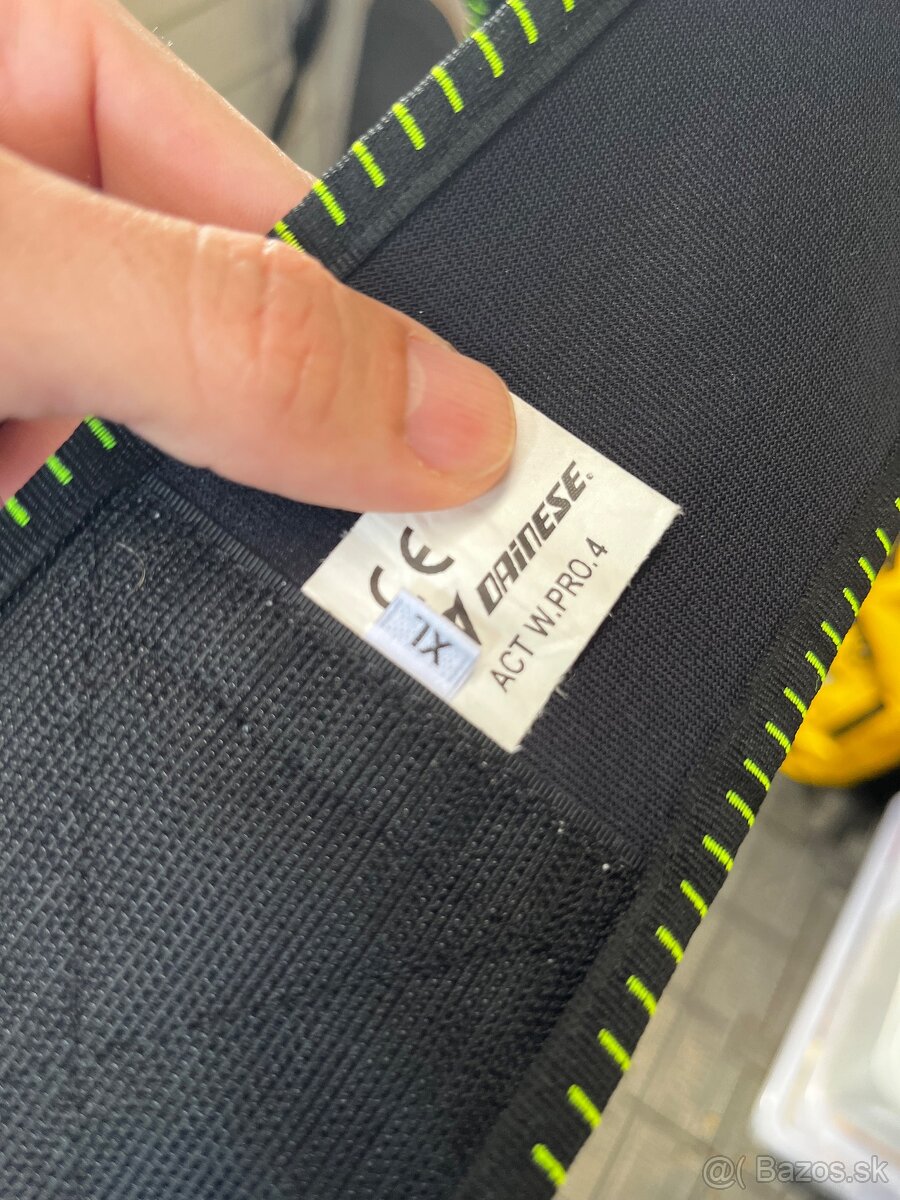 CE
DAINESE®
ACT W.PRO.4
XL
@( Bazos.sk